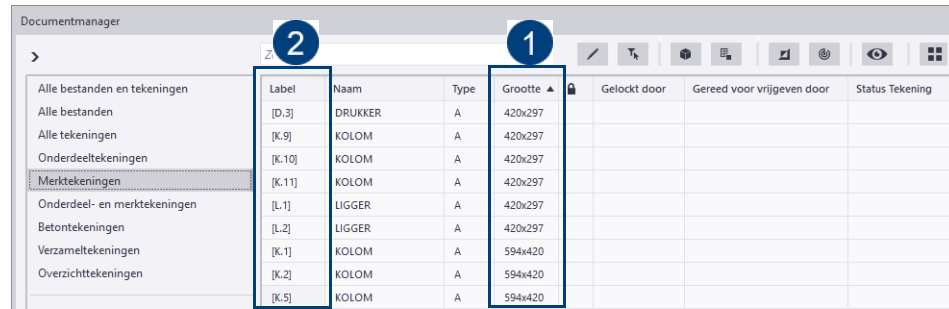 Documentmanager
2
1
Alle bestanden en tekeningen
Alle bestanden
Alle tekeningen
Onderdeeltekeningen
Merktekeningen
Onderdeel- en merktekeningen
Betontekeningen
Verzameltekeningen
Overzichttekeningen
Label Naam Type Grootte Gelockt door Gereed voor vrijgeven door Status Tekening
[D.3] DRUKKER A 420x297
[K.9] KOLOM A 420x297
[K.10] KOLOM A 420x297
[K.11] KOLOM A 420x297
[L.1] LIGGER A 420x297
[L.2] LIGGER A 420x297
[K.1] KOLOM A 594x420
[K.2] KOLOM A 594x420
[K.5] KOLOM A 594x420